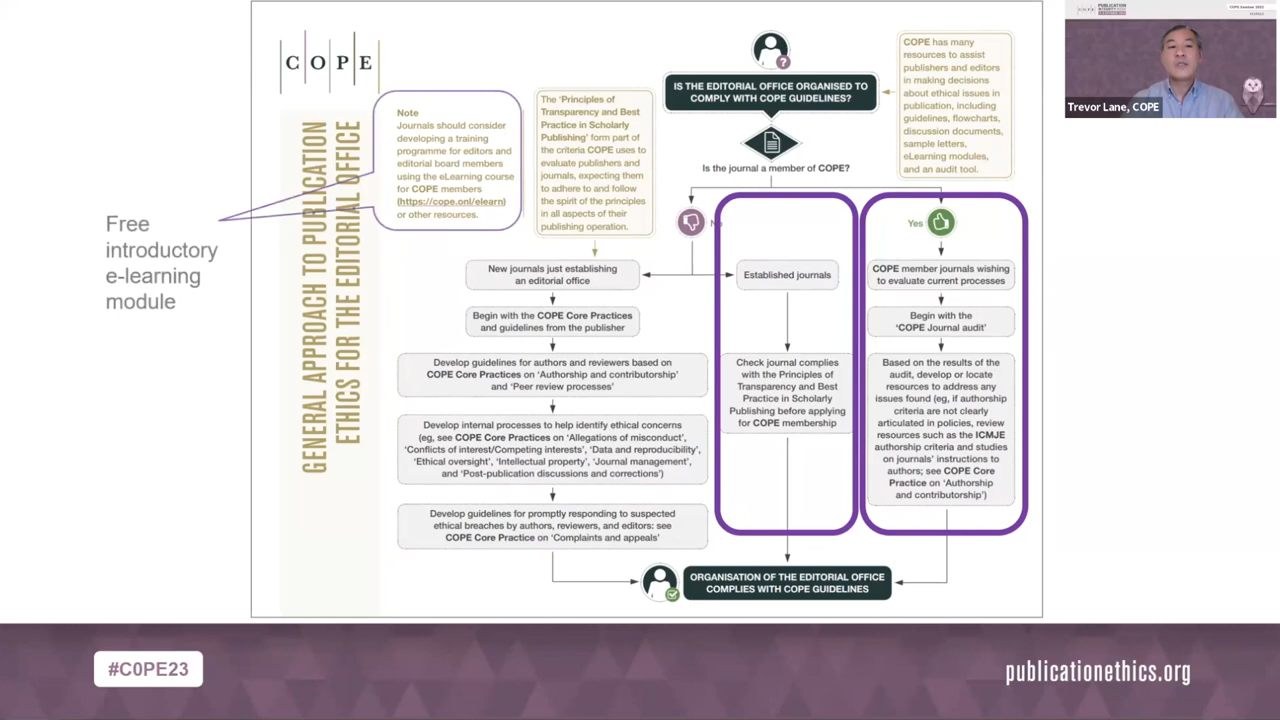 COPE
GENERAL APPROACH TO PUBLICATION
ETHICS FOR THE EDITORIAL OFFICE
Free
introductory
e-learning
module
Note
Journals should consider
developing a training
programme for editors and
editorial board members
using the eLearning course
for COPE members
(https://cope.onl/elearn)
or other resources.
The ‘Principles of
Transparency and Best
Practice in Scholarly
Publishing’ form part of
the criteria COPE uses to
evaluate publishers and
journals, expecting them
to adhere to and follow
the spirit of the principles
in all aspects of their
publishing operation.
?
IS THE EDITORIAL OFFICE ORGANISED TO
COMPLY WITH COPE GUIDELINES?
COPE has many
resources to assist
publishers and editors
in making decisions
about ethical issues in
publication, including
guidelines, flowcharts,
discussion documents,
sample letters,
eLearning modules,
and an audit tool.
Is the journal a member of COPE?
No
Yes
New journals just establishing
an editorial office
Begin with the COPE Core Practices
and guidelines from the publisher
Develop guidelines for authors and reviewers based on
COPE Core Practices on ‘Authorship and contributorship’
and ‘Peer review processes’
Develop internal processes to help identify ethical concerns
(eg, see COPE Core Practices on ‘Allegations of misconduct’,
‘Conflicts of interest/Competing interests’, ‘Data and reproducibility’,
‘Ethical oversight’, ‘Intellectual property’, ‘Journal management’,
and ‘Post-publication discussions and corrections’)
Develop guidelines for promptly responding to suspected
ethical breaches by authors, reviewers, and editors: see
COPE Core Practice on ‘Complaints and appeals’
Established journals
Check journal complies
with the Principles of
Transparency and Best
Practice in Scholarly
Publishing before applying
for COPE membership
COPE member journals wishing
to evaluate current processes
Begin with the
‘COPE Journal audit’
Based on the results of the
audit, develop or locate
resources to address any
issues found (eg, if authorship
criteria are not clearly
articulated in policies, review
resources such as the ICMJE
authorship criteria and studies
on journals’ instructions to
authors; see COPE Core
Practice on ‘Authorship
and contributorship’)
ORGANISATION OF THE EDITORIAL OFFICE
COMPLIES WITH COPE GUIDELINES
COPE
PUBLICATION
INTEGRITY
Trevor Lane, COPE
#C0PE23
publicationethics.org